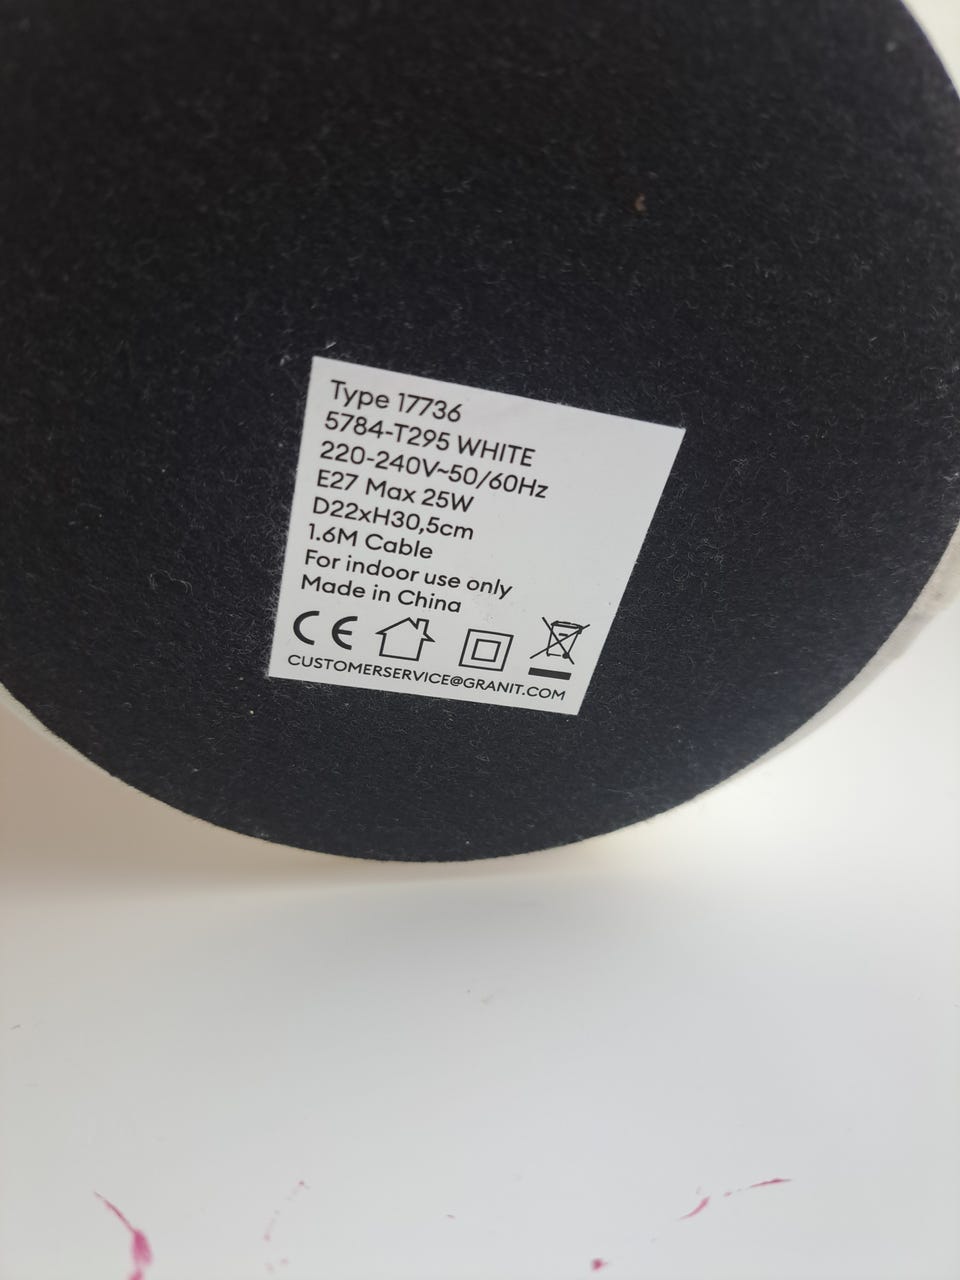 Type 17736
5784-T295 WHITE
220-240V~50/60Hz
E27 Max 25W
D22xH30,5cm
1.6M Cable
For indoor use only
Made in China
CE
CUSTOMERSERVICE@GRANIT.COM